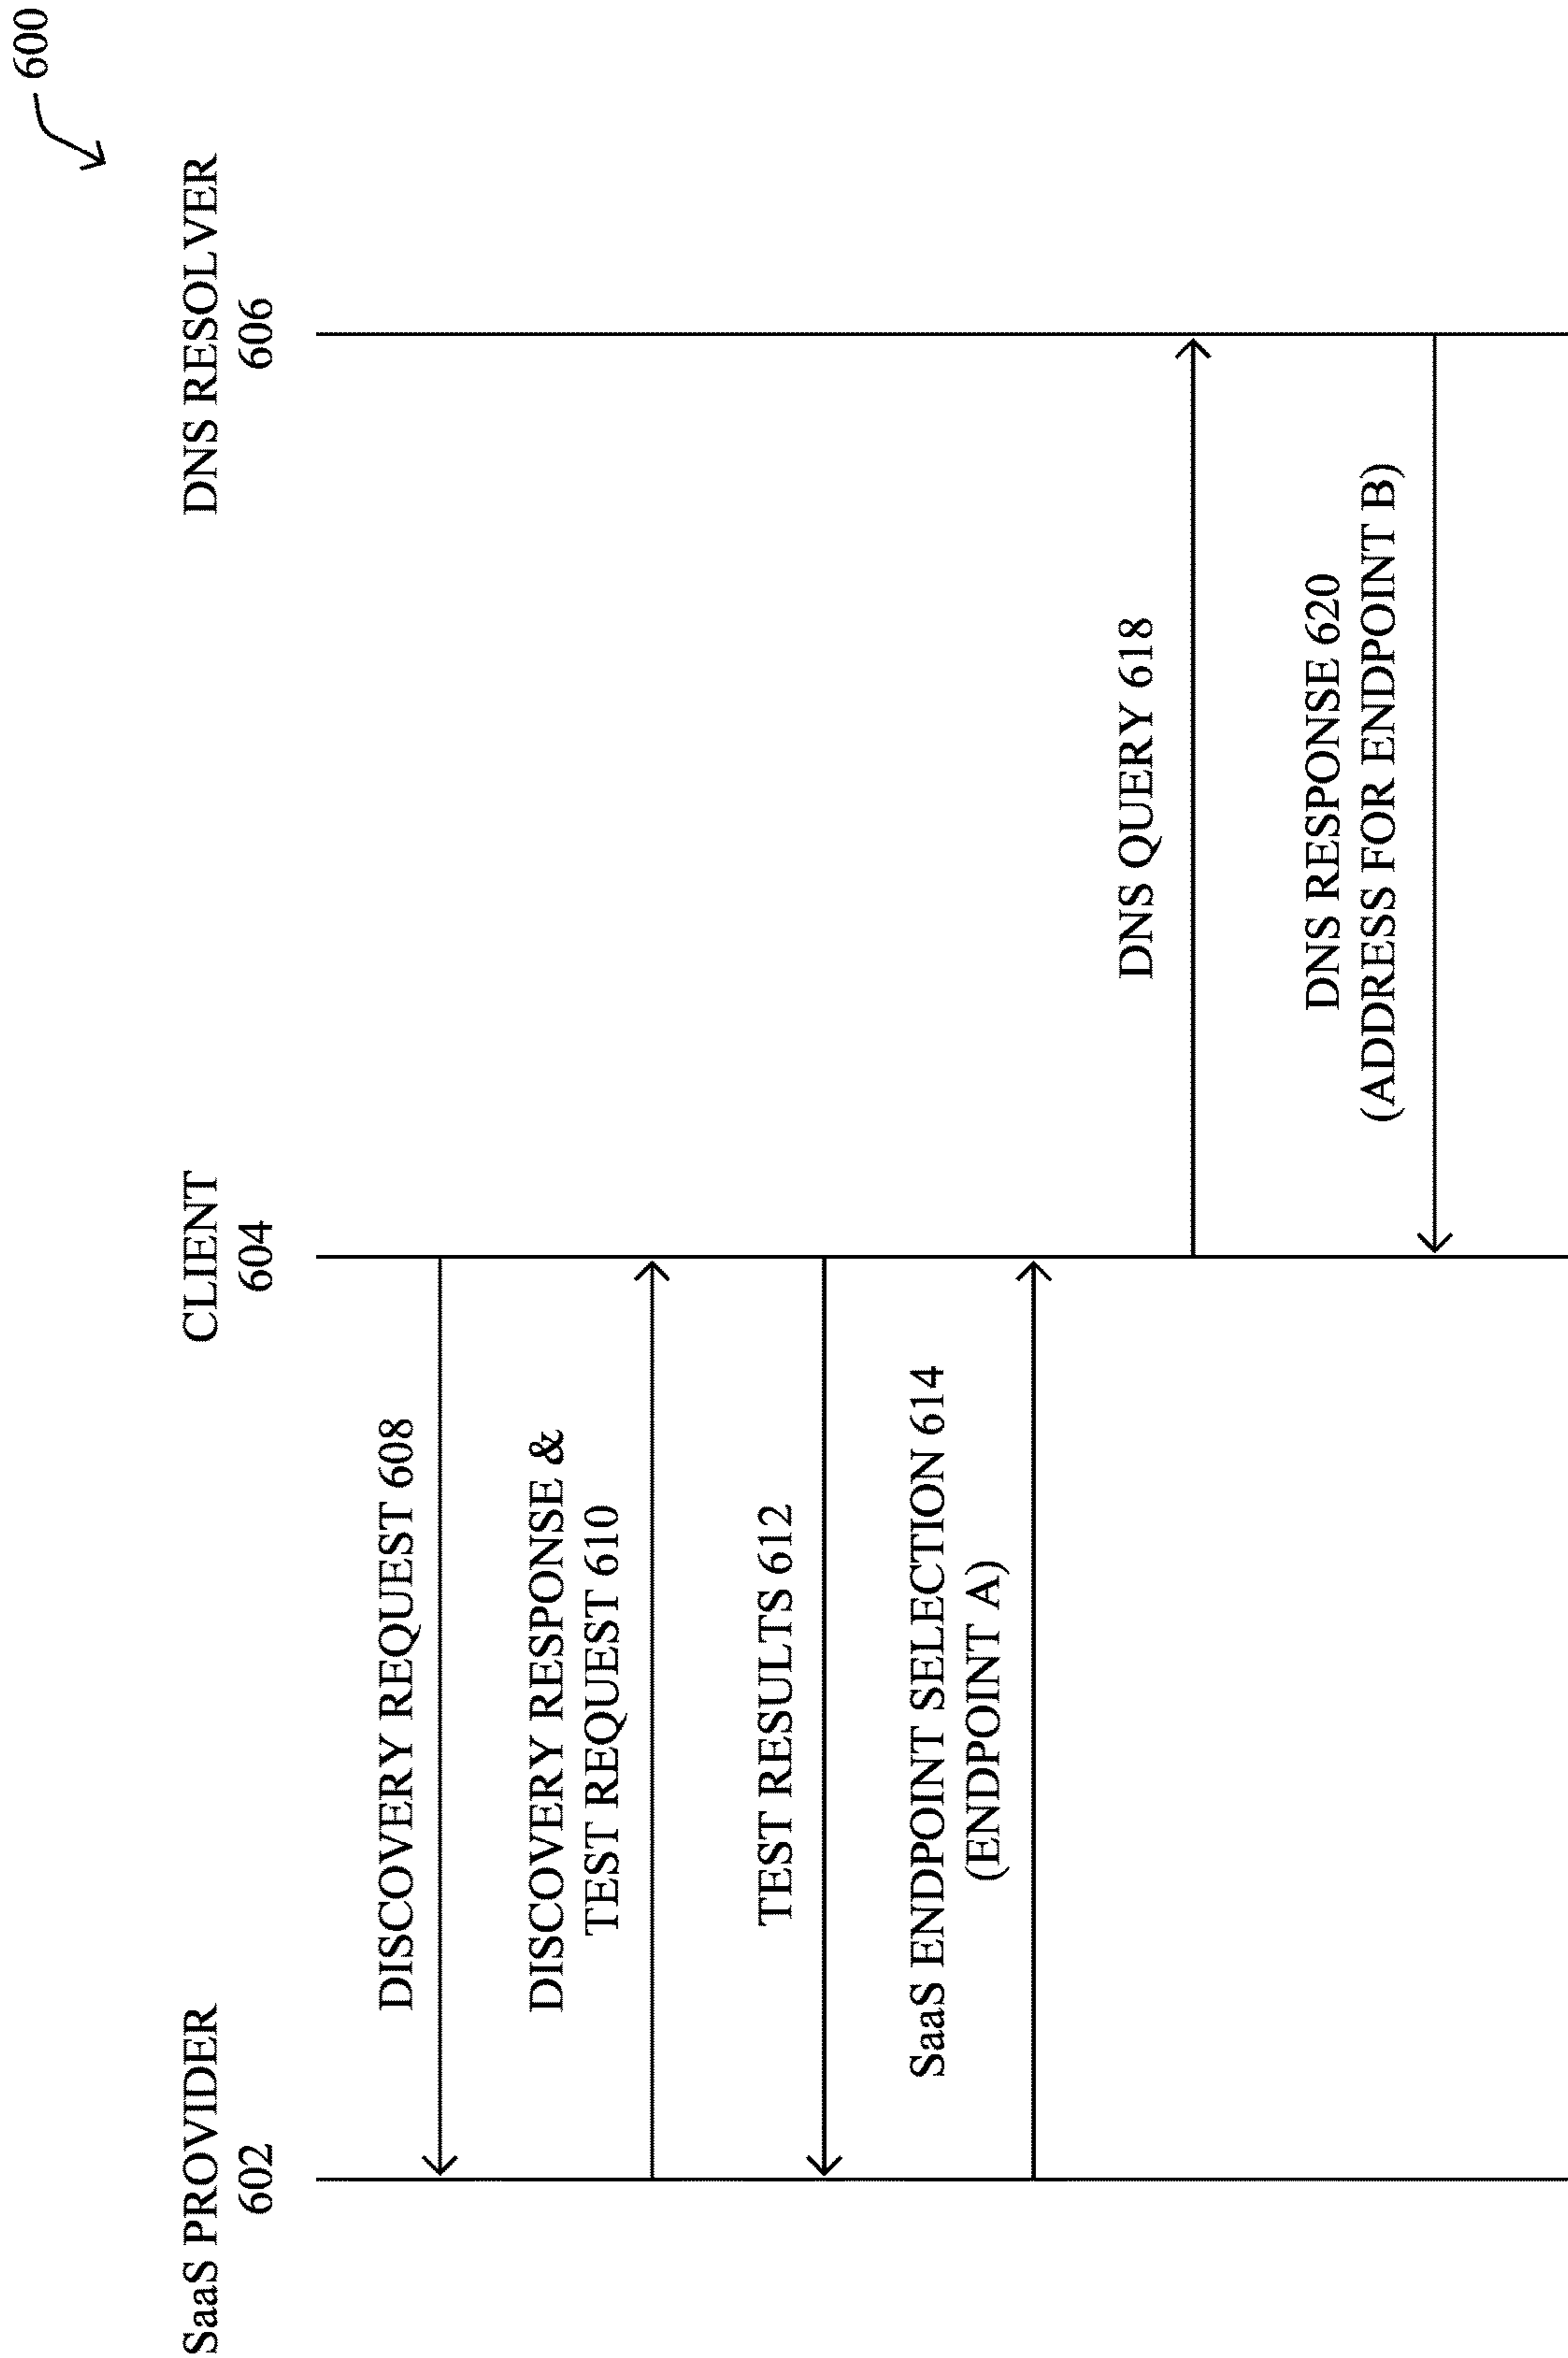 600
SaaS PROVIDER
602
CLIENT
604
DNS RESOLVER
606
DISCOVERY REQUEST 608
DISCOVERY RESPONSE &
TEST REQUEST 610
TEST RESULTS 612
SaaS ENDPOINT SELECTION 614
(ENDPOINT A)
DNS QUERY 618
DNS RESPONSE 620
(ADDRESS FOR ENDPOINT B)